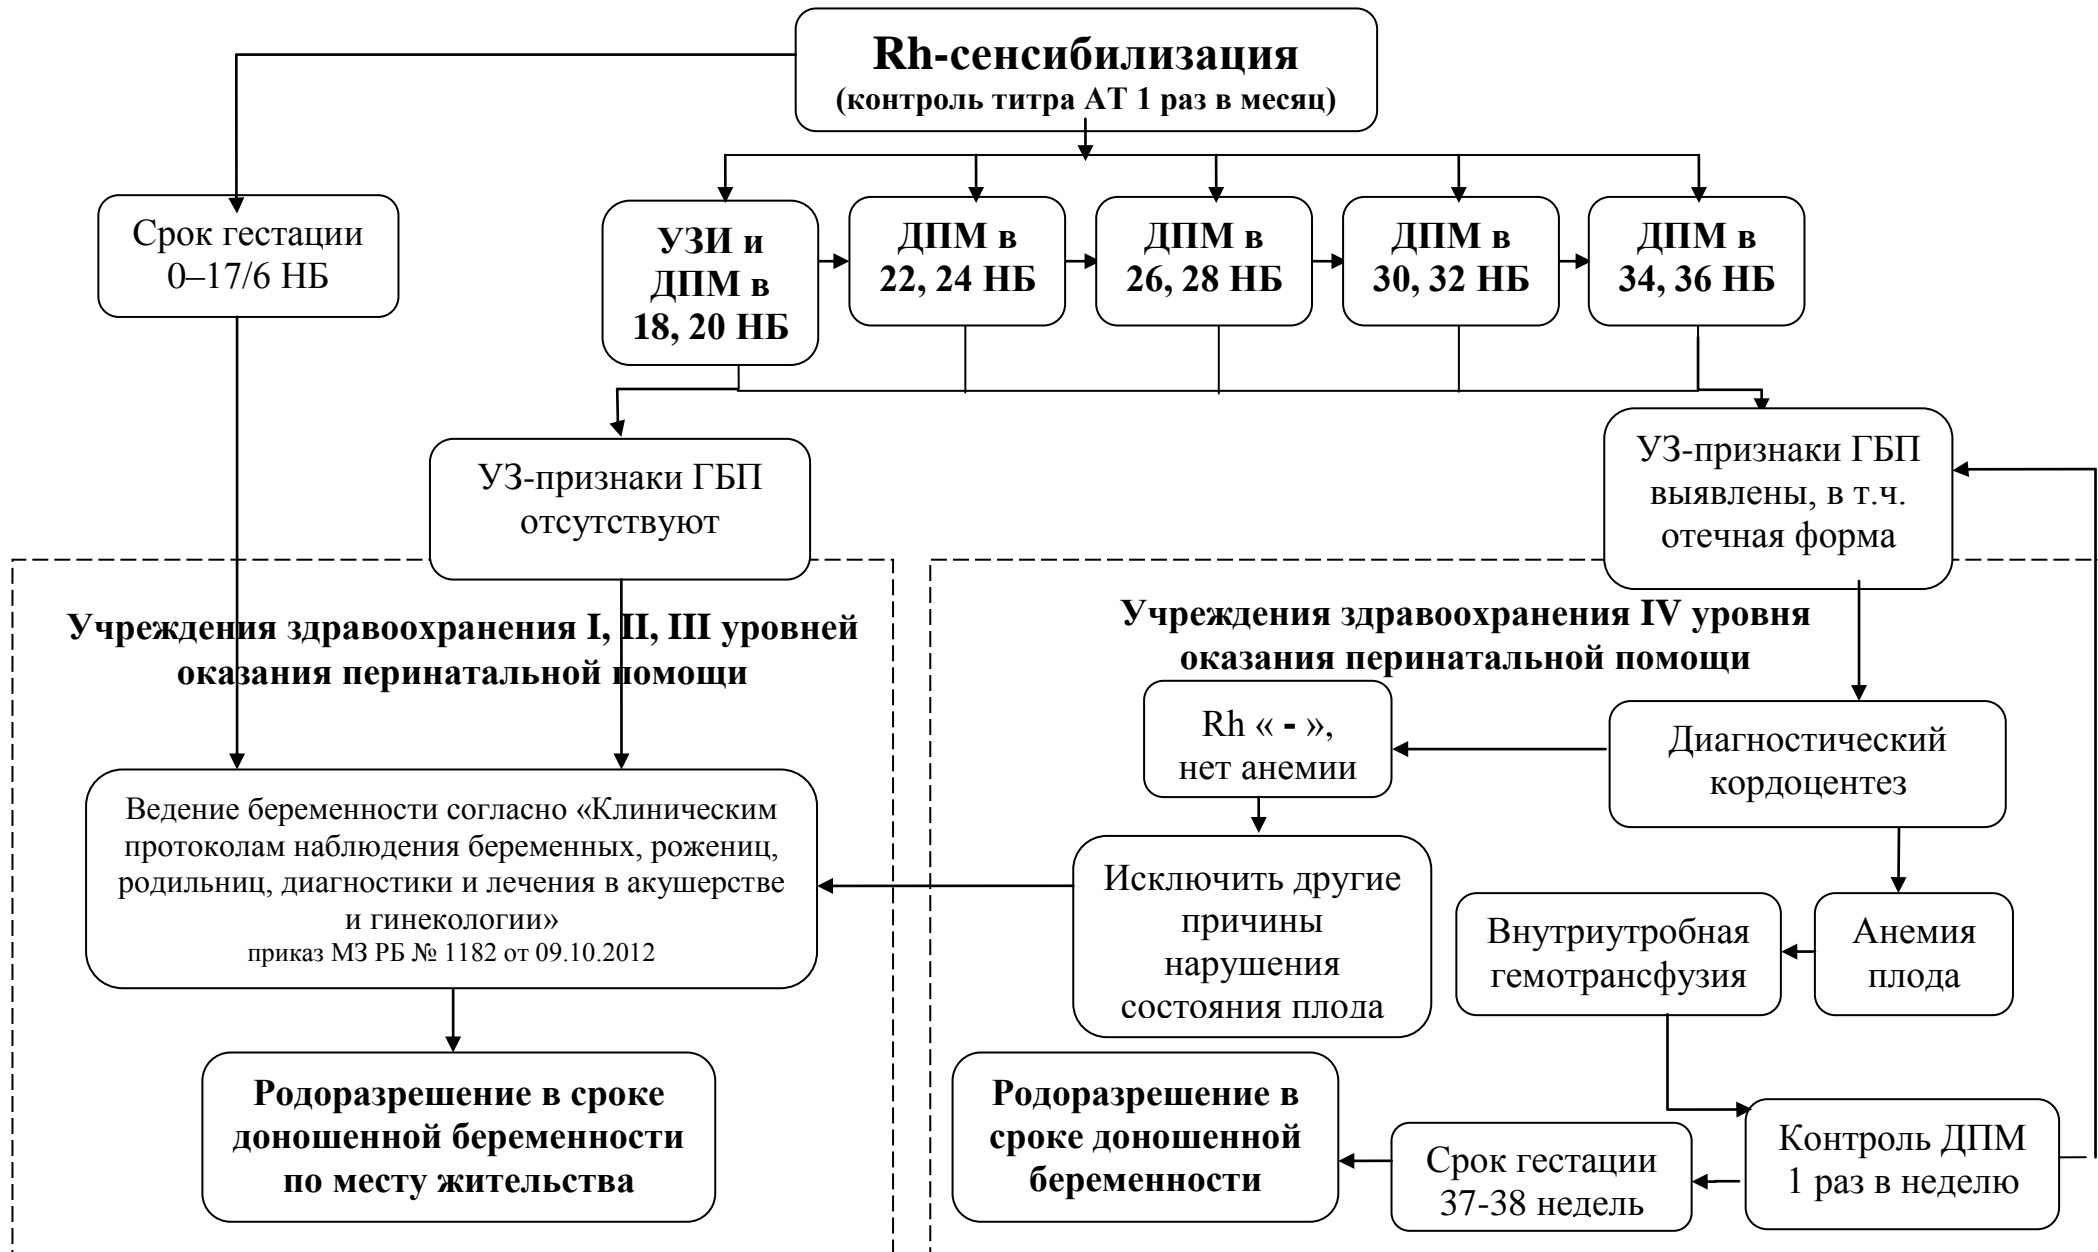 Rh-сенсибилизация
(контроль титра АТ 1 раз в месяц)
Срок гестации
0–17/6 НБ
УЗИ и
ДПМ в
18, 20 НБ
ДПМ в
22, 24 НБ
ДПМ в
26, 28 НБ
ДПМ в
30, 32 НБ
ДПМ в
34, 36 НБ
УЗ-признаки ГБП
отсутствуют
УЗ-признаки ГБП
выявлены, в т.ч.
отечная форма
Учреждения здравоохранения I, II, III уровней
оказания перинатальной помощи
Учреждения здравоохранения IV уровня
оказания перинатальной помощи
Rh « - »,
нет анемии
Диагностический
кордоцентез
Ведение беременности согласно «Клиническим
протоколам наблюдения беременных, рожениц,
родильниц, диагностики и лечения в акушерстве
и гинекологии»
приказ МЗ РБ № 1182 от 09.10.2012
Исключить другие
причины
нарушения
состояния плода
Внутриутробная
гемотрансфузия
Анемия
плода
Родоразрешение в сроке
доношенной беременности
по месту жительства
Родоразрешение в
сроке доношенной
беременности
Срок гестации
37-38 недель
Контроль ДПМ
1 раз в неделю